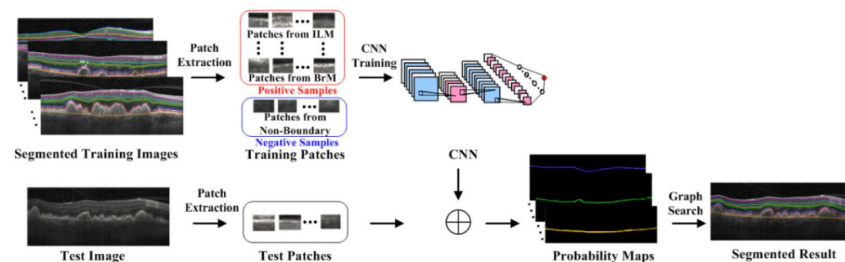 Patch
Extraction
Patches from ILM
Patches from BrM
Positive Samples
Patches from
Non-Boundary
Negative Samples
CNN
Training
Segmented Training Images
Training Patches
Patch
Extraction
CNN
Graph
Search
Test Image
Test Patches
Probability Maps
Segmented Result